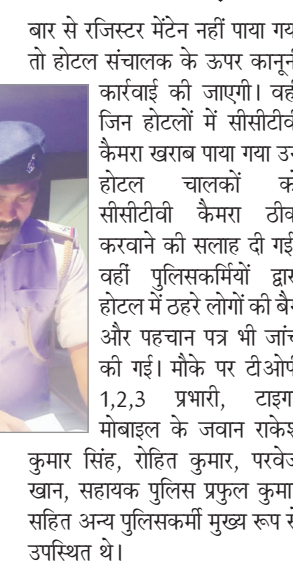 बार से रजिस्टर मेंटेन नहीं पाया गय
तो होटल संचालक के ऊपर कानूनी
कार्रवाई की जाएगी। वही
जिन होटलों में सीसीटीवी
कैमरा खराब पाया गया उन
होटल चालकों को
सीसीटीवी कैमरा ठीक
करवाने की सलाह दी गई
वहीं पुलिसकर्मियों द्वारा
होटल में ठहरे लोगों की बैग
और पहचान पत्र भी जांच
की गई। मौके पर टीओपी
1,2,3 प्रभारी, टाइगर
मोबाइल के जवान राकेश
कुमार सिंह, रोहित कुमार, परवेज
खान, सहायक पुलिस प्रफुल कुमा
सहित अन्य पुलिसकर्मी मुख्य रूप से
उपस्थित थे।